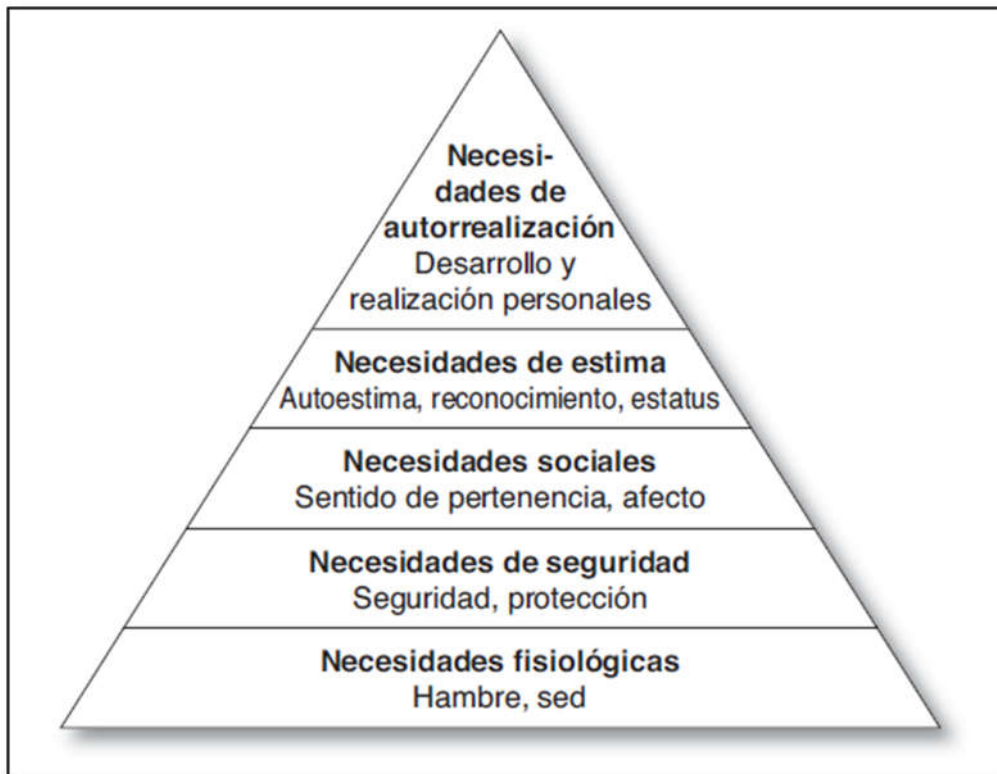 Necesi-
dades de
autorrealización
Desarrollo y
realización personales
Necesidades de estima
Autoestima, reconocimiento, estatus
Necesidades sociales
Sentido de pertenencia, afecto
Necesidades de seguridad
Seguridad, protección
Necesidades fisiológicas
Hambre, sed